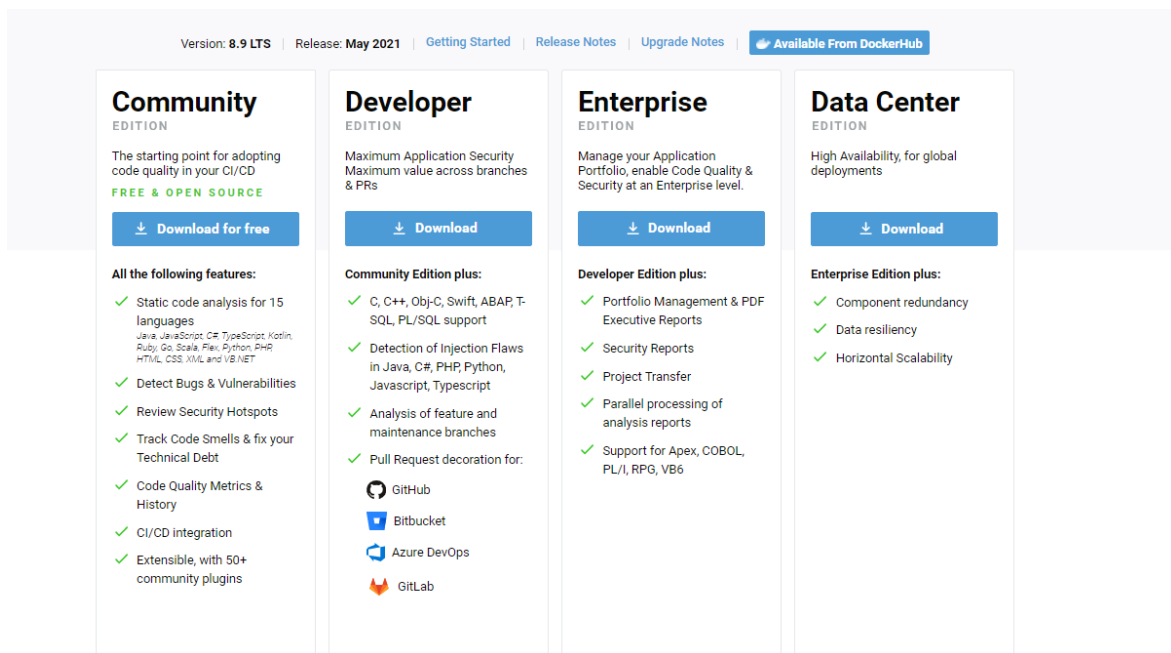 Version: 8.9 LTS | Release: May 2021 | Getting Started | Release Notes | Upgrade Notes | Available From DockerHub
Community
EDITION
The starting point for adopting
code quality in your CI/CD
FREE & OPEN SOURCE
Download for free
All the following features:
Static code analysis for 15
languages
Java, JavaScript, C#, TypeScript, Kotlin,
Ruby, Go, Scala, Flex, Python, PHP,
HTML, CSS, XML and VB.NET
Detect Bugs & Vulnerabilities
Review Security Hotspots
Track Code Smells & fix your
Technical Debt
Code Quality Metrics &
History
CI/CD integration
Extensible, with 50+
community plugins
Developer
EDITION
Maximum Application Security
Maximum value across branches
& PRs
Download
Community Edition plus:
C, C++, Obj-C, Swift, ABAP, T-
SQL, PL/SQL support
Detection of Injection Flaws
in Java, C#, PHP, Python,
Javascript, Typescript
Analysis of feature and
maintenance branches
Pull Request decoration for:
GitHub
Bitbucket
Azure DevOps
GitLab
Enterprise
EDITION
Manage your Application
Portfolio, enable Code Quality &
Security at an Enterprise level.
Download
Developer Edition plus:
Portfolio Management & PDF
Executive Reports
Security Reports
Project Transfer
Parallel processing of
analysis reports
Support for Apex, COBOL,
PL/I, RPG, VB6
Data Center
EDITION
High Availability, for global
deployments
Download
Enterprise Edition plus:
Component redundancy
Data resiliency
Horizontal Scalability